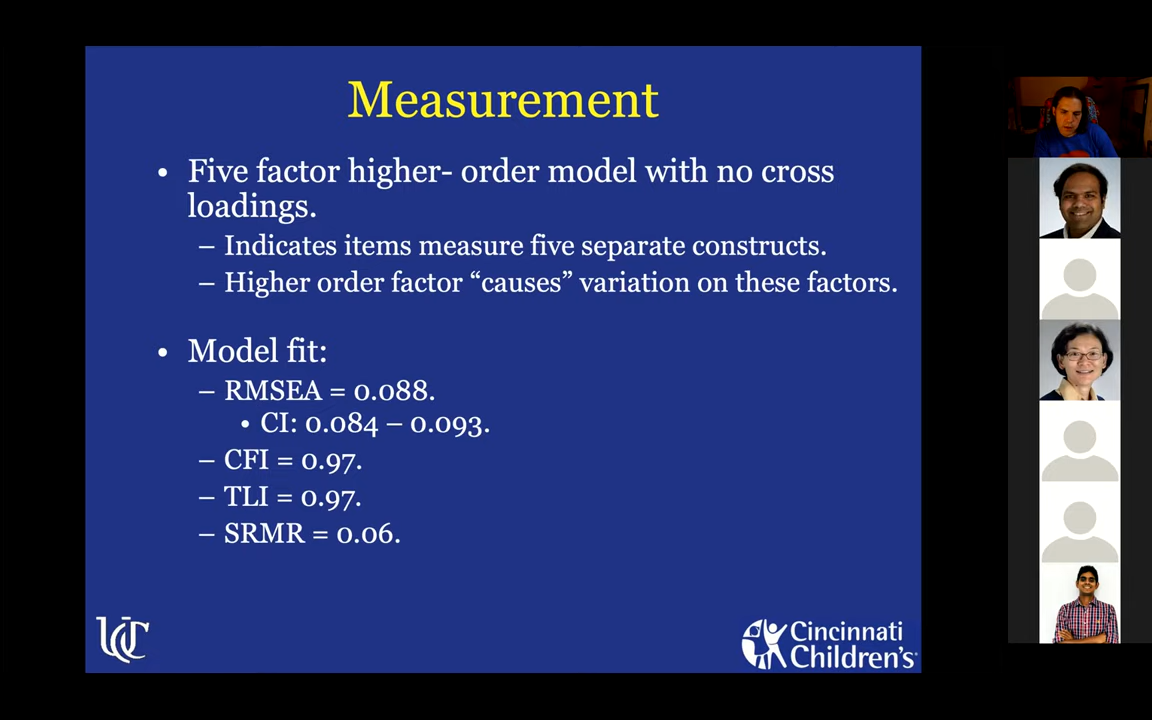 Measurement
• Five factor higher- order model with no cross
loadings.
– Indicates items measure five separate constructs.
– Higher order factor “causes” variation on these factors.
• Model fit:
– RMSEA = 0.088.
• CI: 0.084 – 0.093.
– CFI = 0.97.
– TLI = 0.97.
– SRMR = 0.06.
UC
Cincinnati
Children's